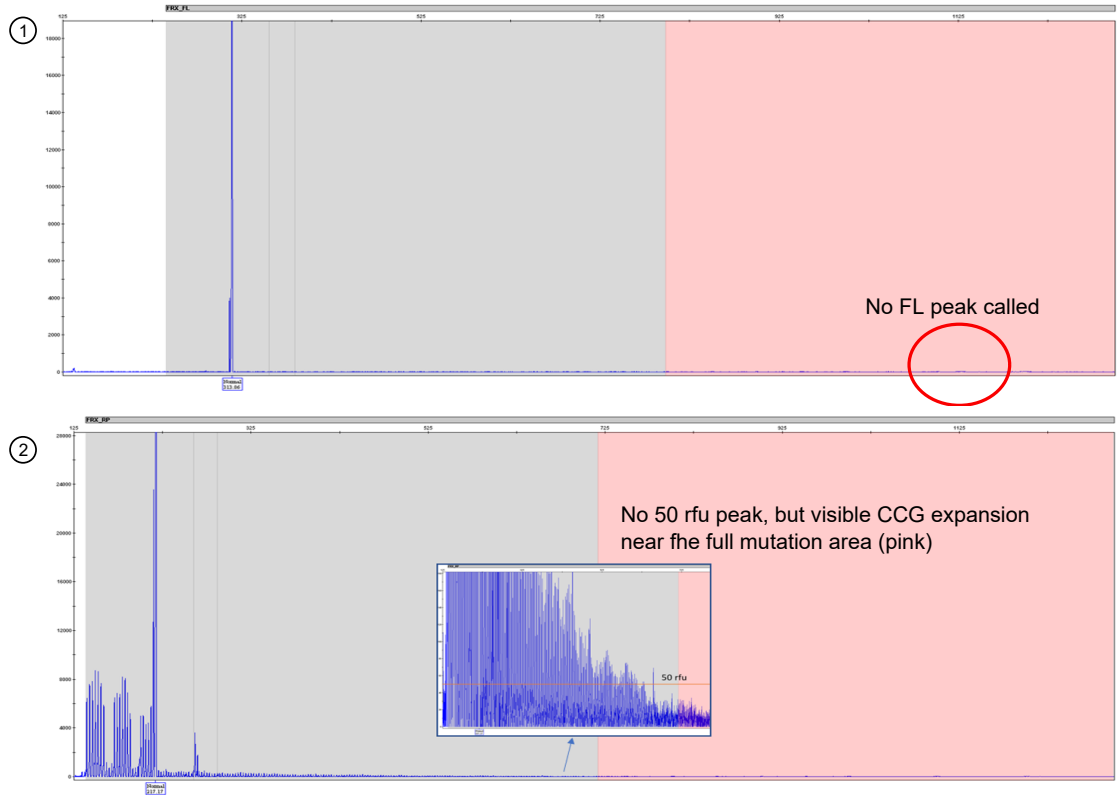 FRX_FL
①
125 325 525 725 925 1125
18000
16000
14000
12000
10000
8000
6000
4000
2000
0
No FL peak called
Normal
FRX_RP
②
125 325 525 725 925 1125
28000
24000
20000
16000
12000
8000
4000
0
No 50 rfu peak, but visible CCG expansion
near fhe full mutation area (pink)
50 rfu
Normal
217.17